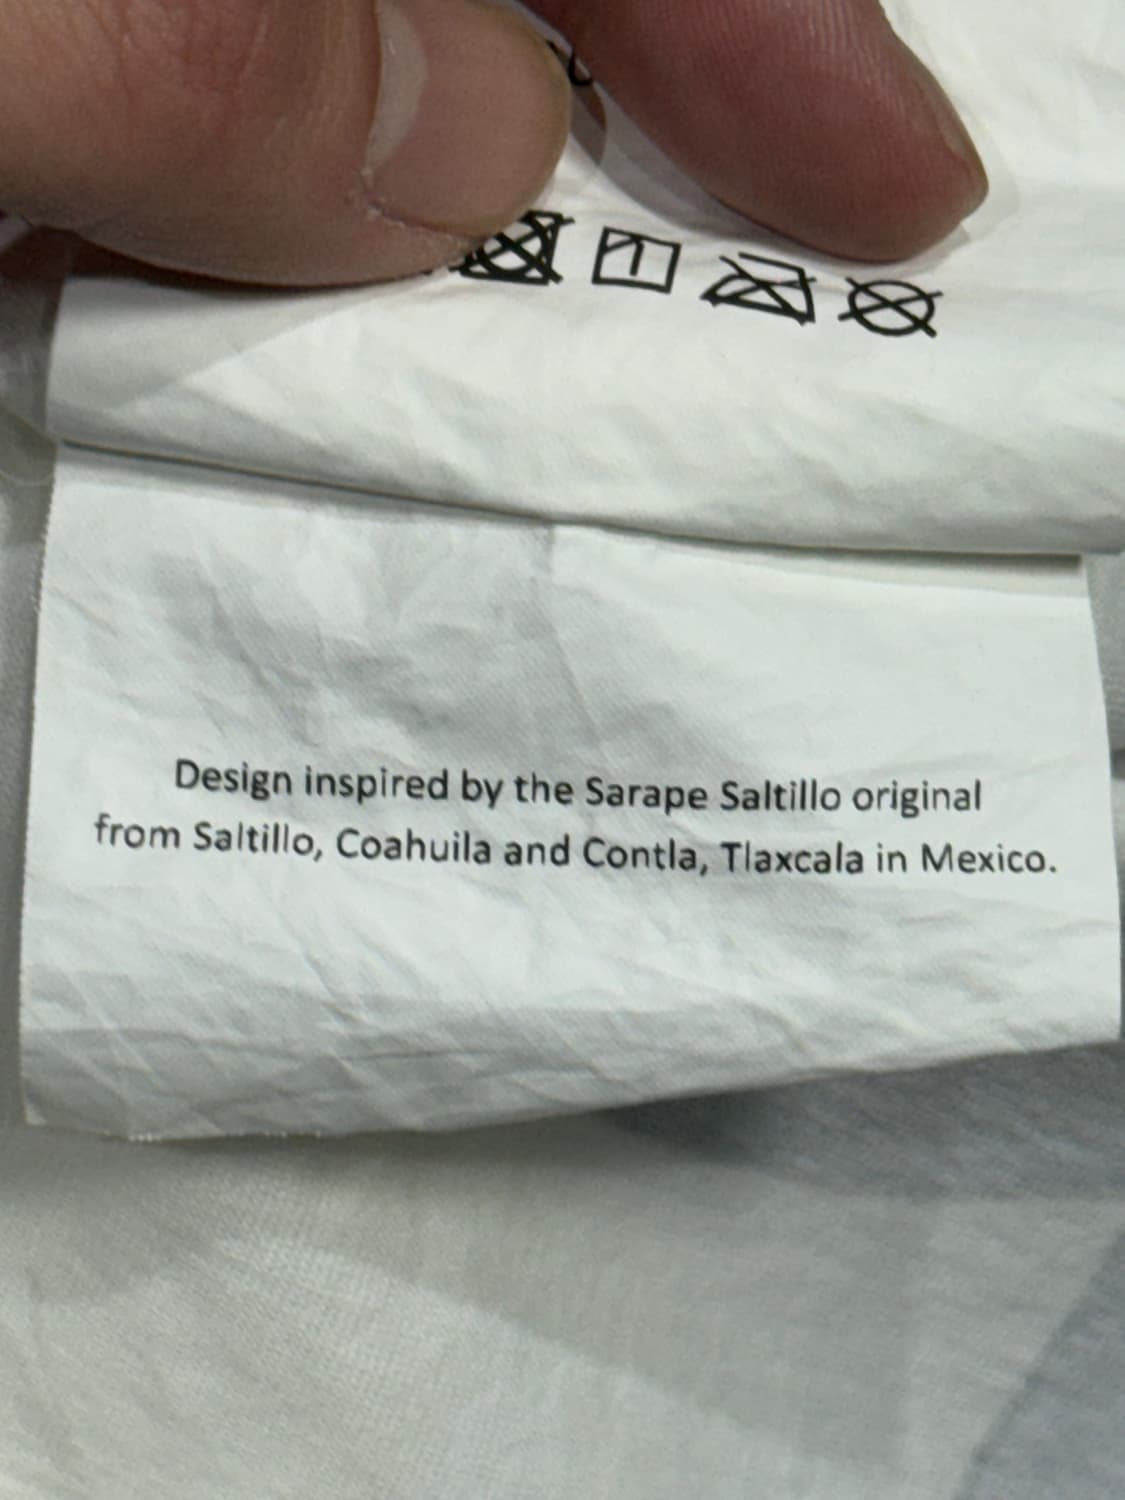 Design inspired by the Sarape Saltillo original
from Saltillo, Coahuila and Contla, Tlaxcala in Mexico.